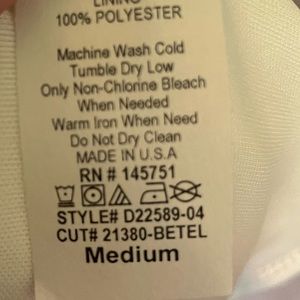 LINING
100% POLYESTER
Machine Wash Cold
Tumble Dry Low
Only Non-Chlorine Bleach
When Needed
Warm Iron When Need
Do Not Dry Clean
MADE IN U.S.A
RN # 145751
STYLE# D22589-04
CUT# 21380-BETEL
Medium